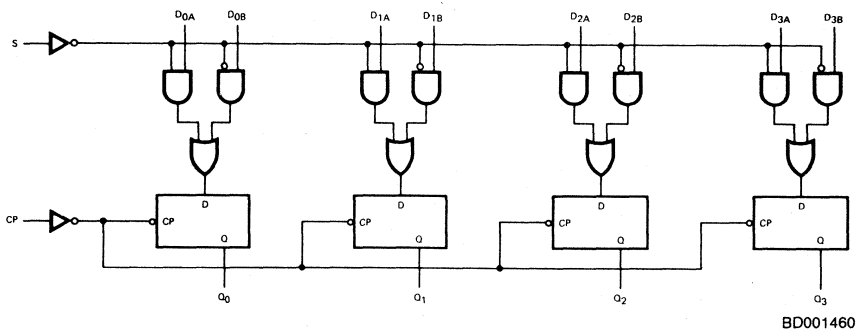 D0A D0B D1A D1B D2A D2B D3A D3B
S
D D D D
CP CP CP CP CP
Q Q Q Q
Q0 Q1 Q2 Q3
BD001460